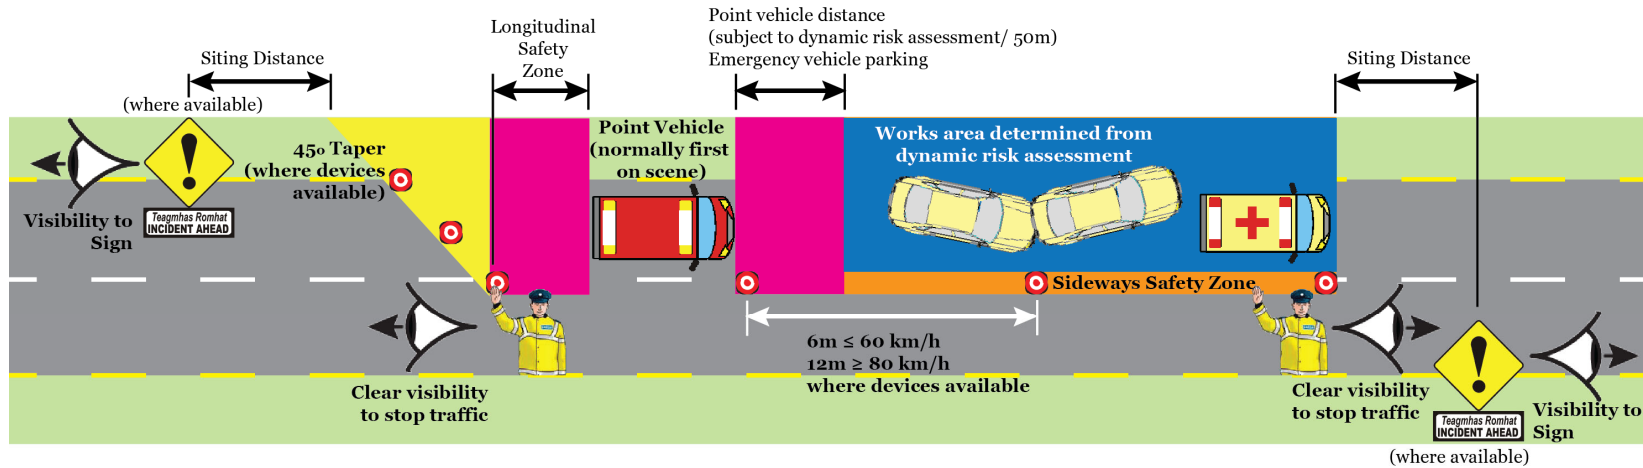 Longitudinal
Safety
Zone
Point vehicle distance
(subject to dynamic risk assessment/ 50m)
Emergency vehicle parking
Siting Distance
Siting Distance
(where available)
45o Taper
(where devices
available)
Point Vehicle
(normally first
on scene)
Works area determined from
dynamic risk assessment
Visibility to
Sign
Teagmhas Romhat
INCIDENT AHEAD
Sideways Safety Zone
6m ≤ 60 km/h
12m ≥ 80 km/h
where devices available
Clear visibility
to stop traffic
Clear visibility
to stop traffic
Teagmhas Romhat
INCIDENT AHEAD
(where available)
Visibility to
Sign